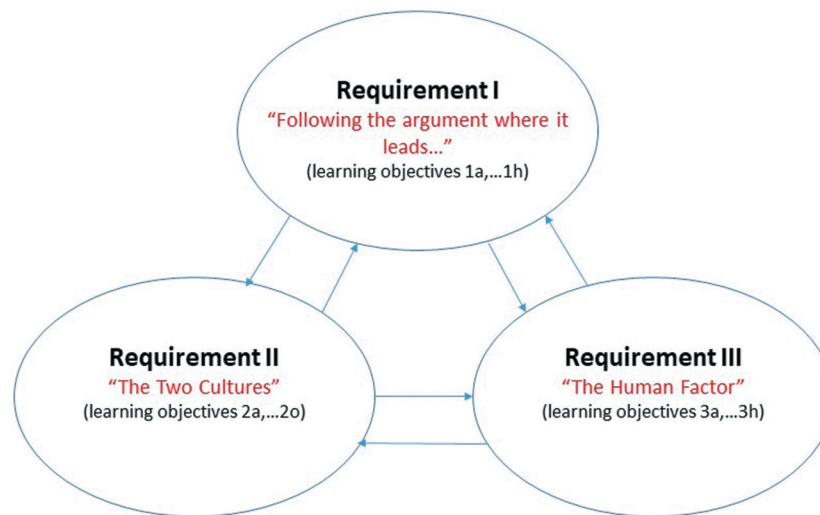 Requirement I
“Following the argument where it
leads…”
(learning objectives 1a,…1h)
Requirement II
“The Two Cultures”
(learning objectives 2a,…2o)
Requirement III
“The Human Factor”
(learning objectives 3a,…3h)